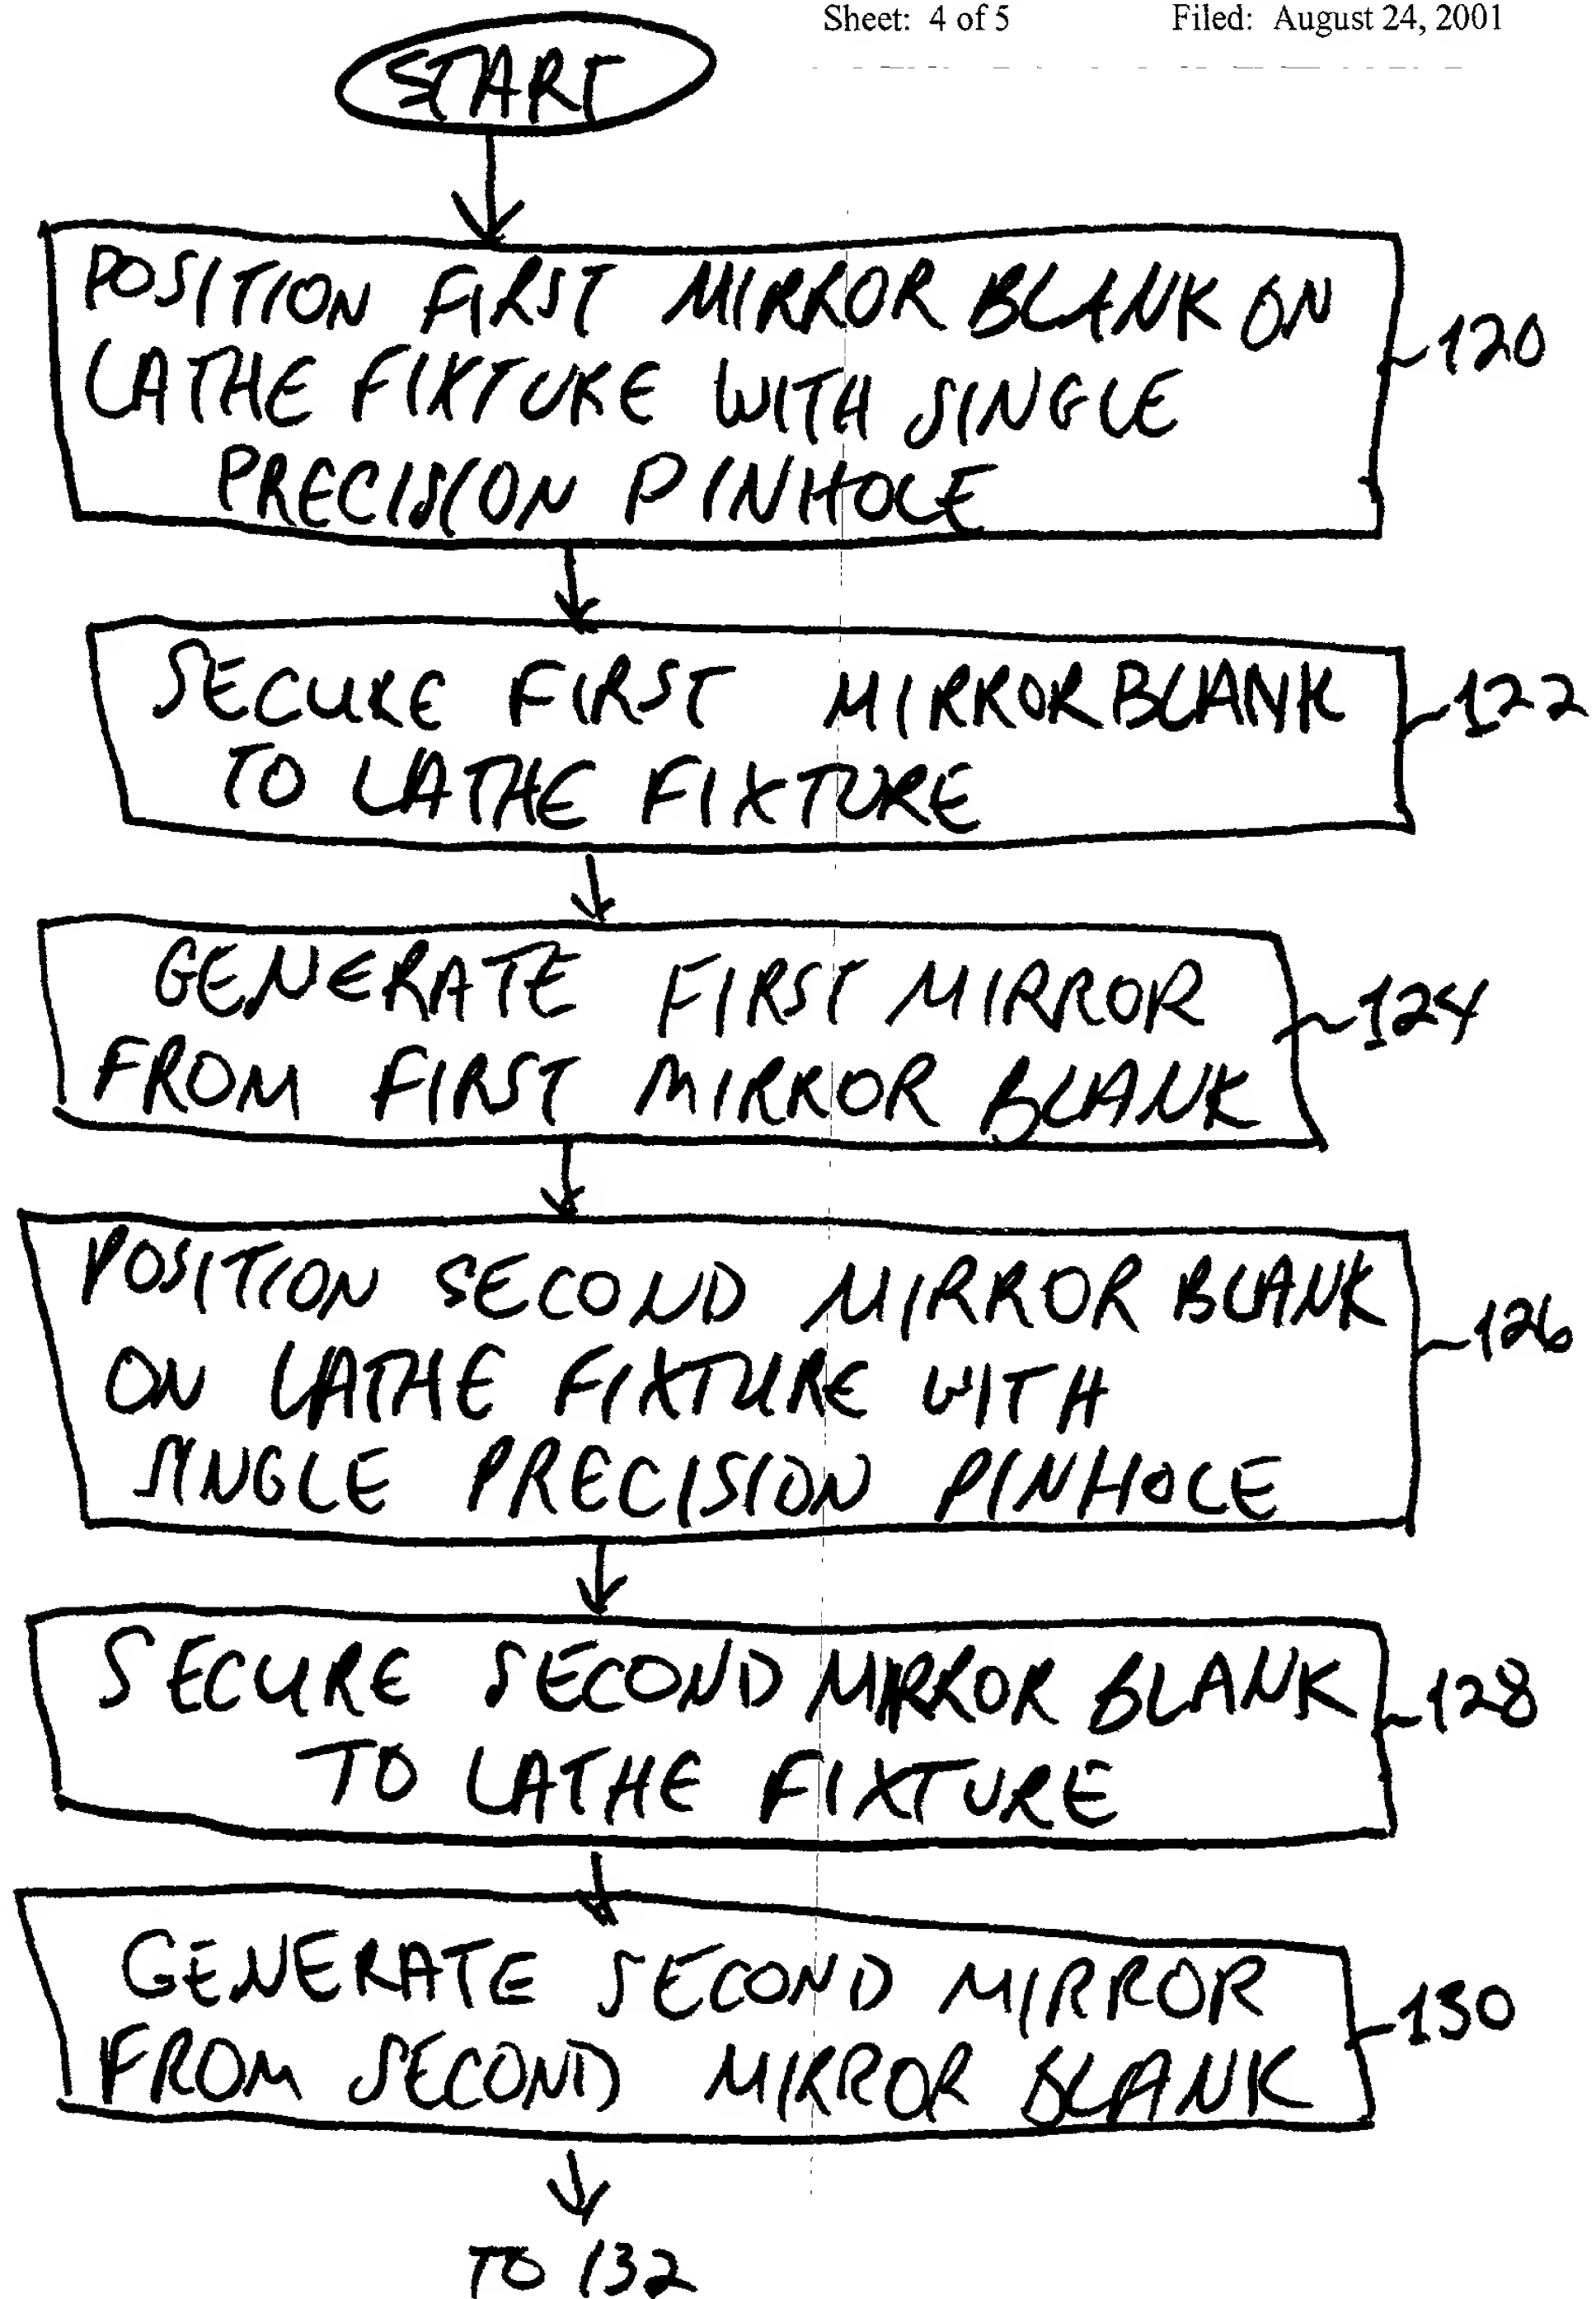 Sheet: 4 of 5 Filed: August 24, 2001
START
POSITION FIRST MIRROR BLANK ON
LATHE FIXTURE WITH SINGLE
PRECISION PINHOLE
120
SECURE FIRST MIRROR BLANK
TO LATHE FIXTURE
122
GENERATE FIRST MIRROR
FROM FIRST MIRROR BLANK
124
POSITION SECOND MIRROR BLANK
ON LATHE FIXTURE WITH
SINGLE PRECISION PINHOLE
126
SECURE SECOND MIRROR BLANK
TO LATHE FIXTURE
128
GENERATE SECOND MIRROR
FROM SECOND MIRROR BLANK
130
TO 132